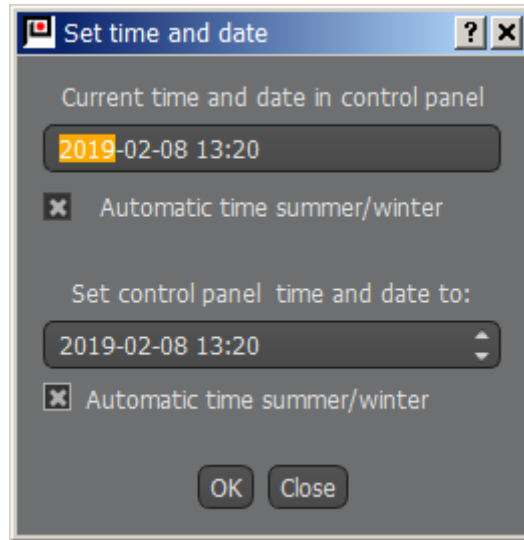 Set time and date
Current time and date in control panel
2019-02-08 13:20
Automatic time summer/winter
Set control panel time and date to:
2019-02-08 13:20
Automatic time summer/winter
OK Close